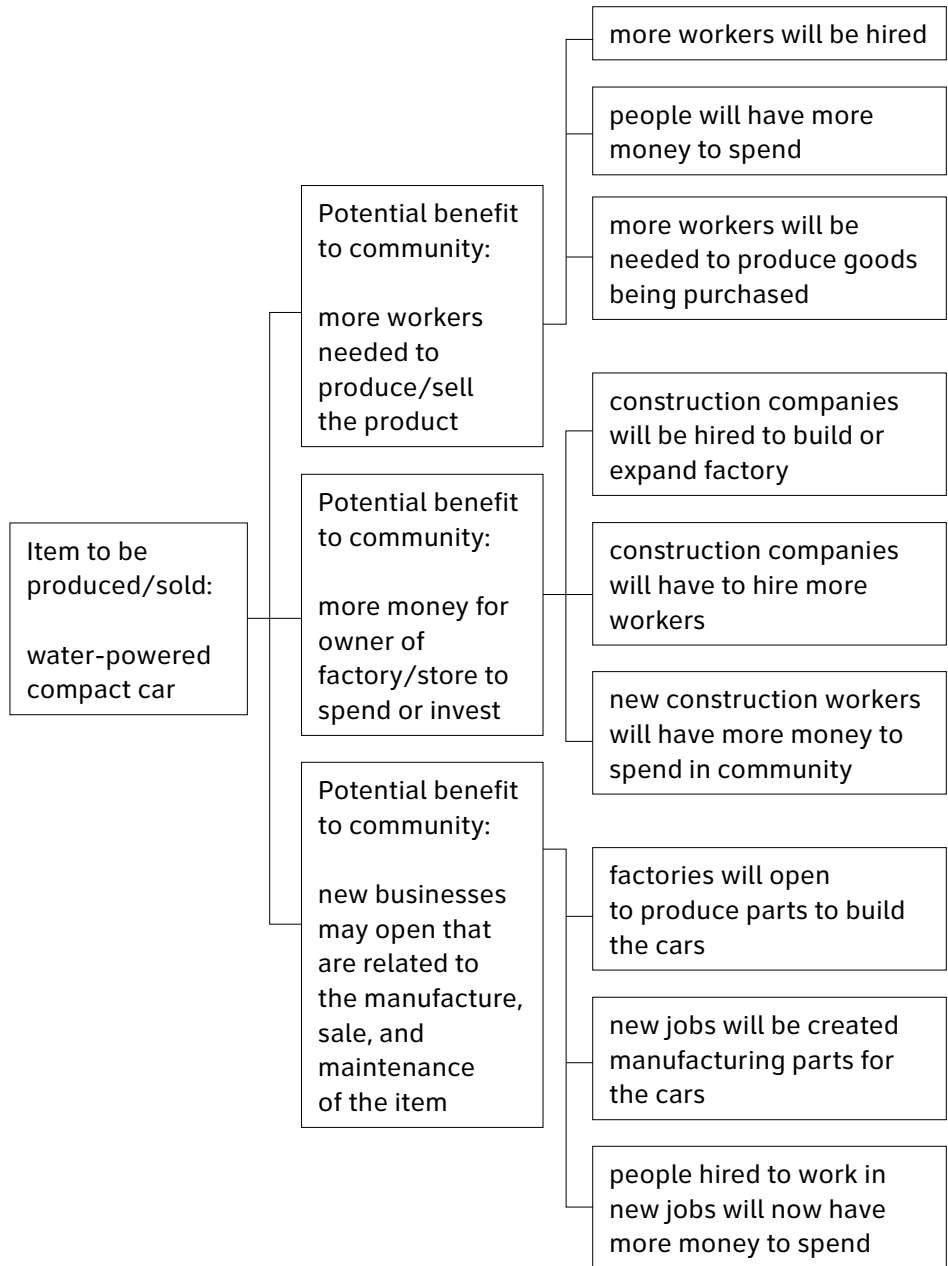 Item to be
produced/sold:
water-powered
compact car
Potential benefit
to community:
more workers
needed to
produce/sell
the product
more workers will be hired
people will have more
money to spend
more workers will be
needed to produce goods
being purchased
Potential benefit
to community:
more money for
owner of
factory/store to
spend or invest
construction companies
will be hired to build or
expand factory
construction companies
will have to hire more
workers
new construction workers
will have more money to
spend in community
Potential benefit
to community:
new businesses
may open that
are related to
the manufacture,
sale, and
maintenance
of the item
factories will open
to produce parts to build
the cars
new jobs will be created
manufacturing parts for
the cars
people hired to work in
new jobs will now have
more money to spend